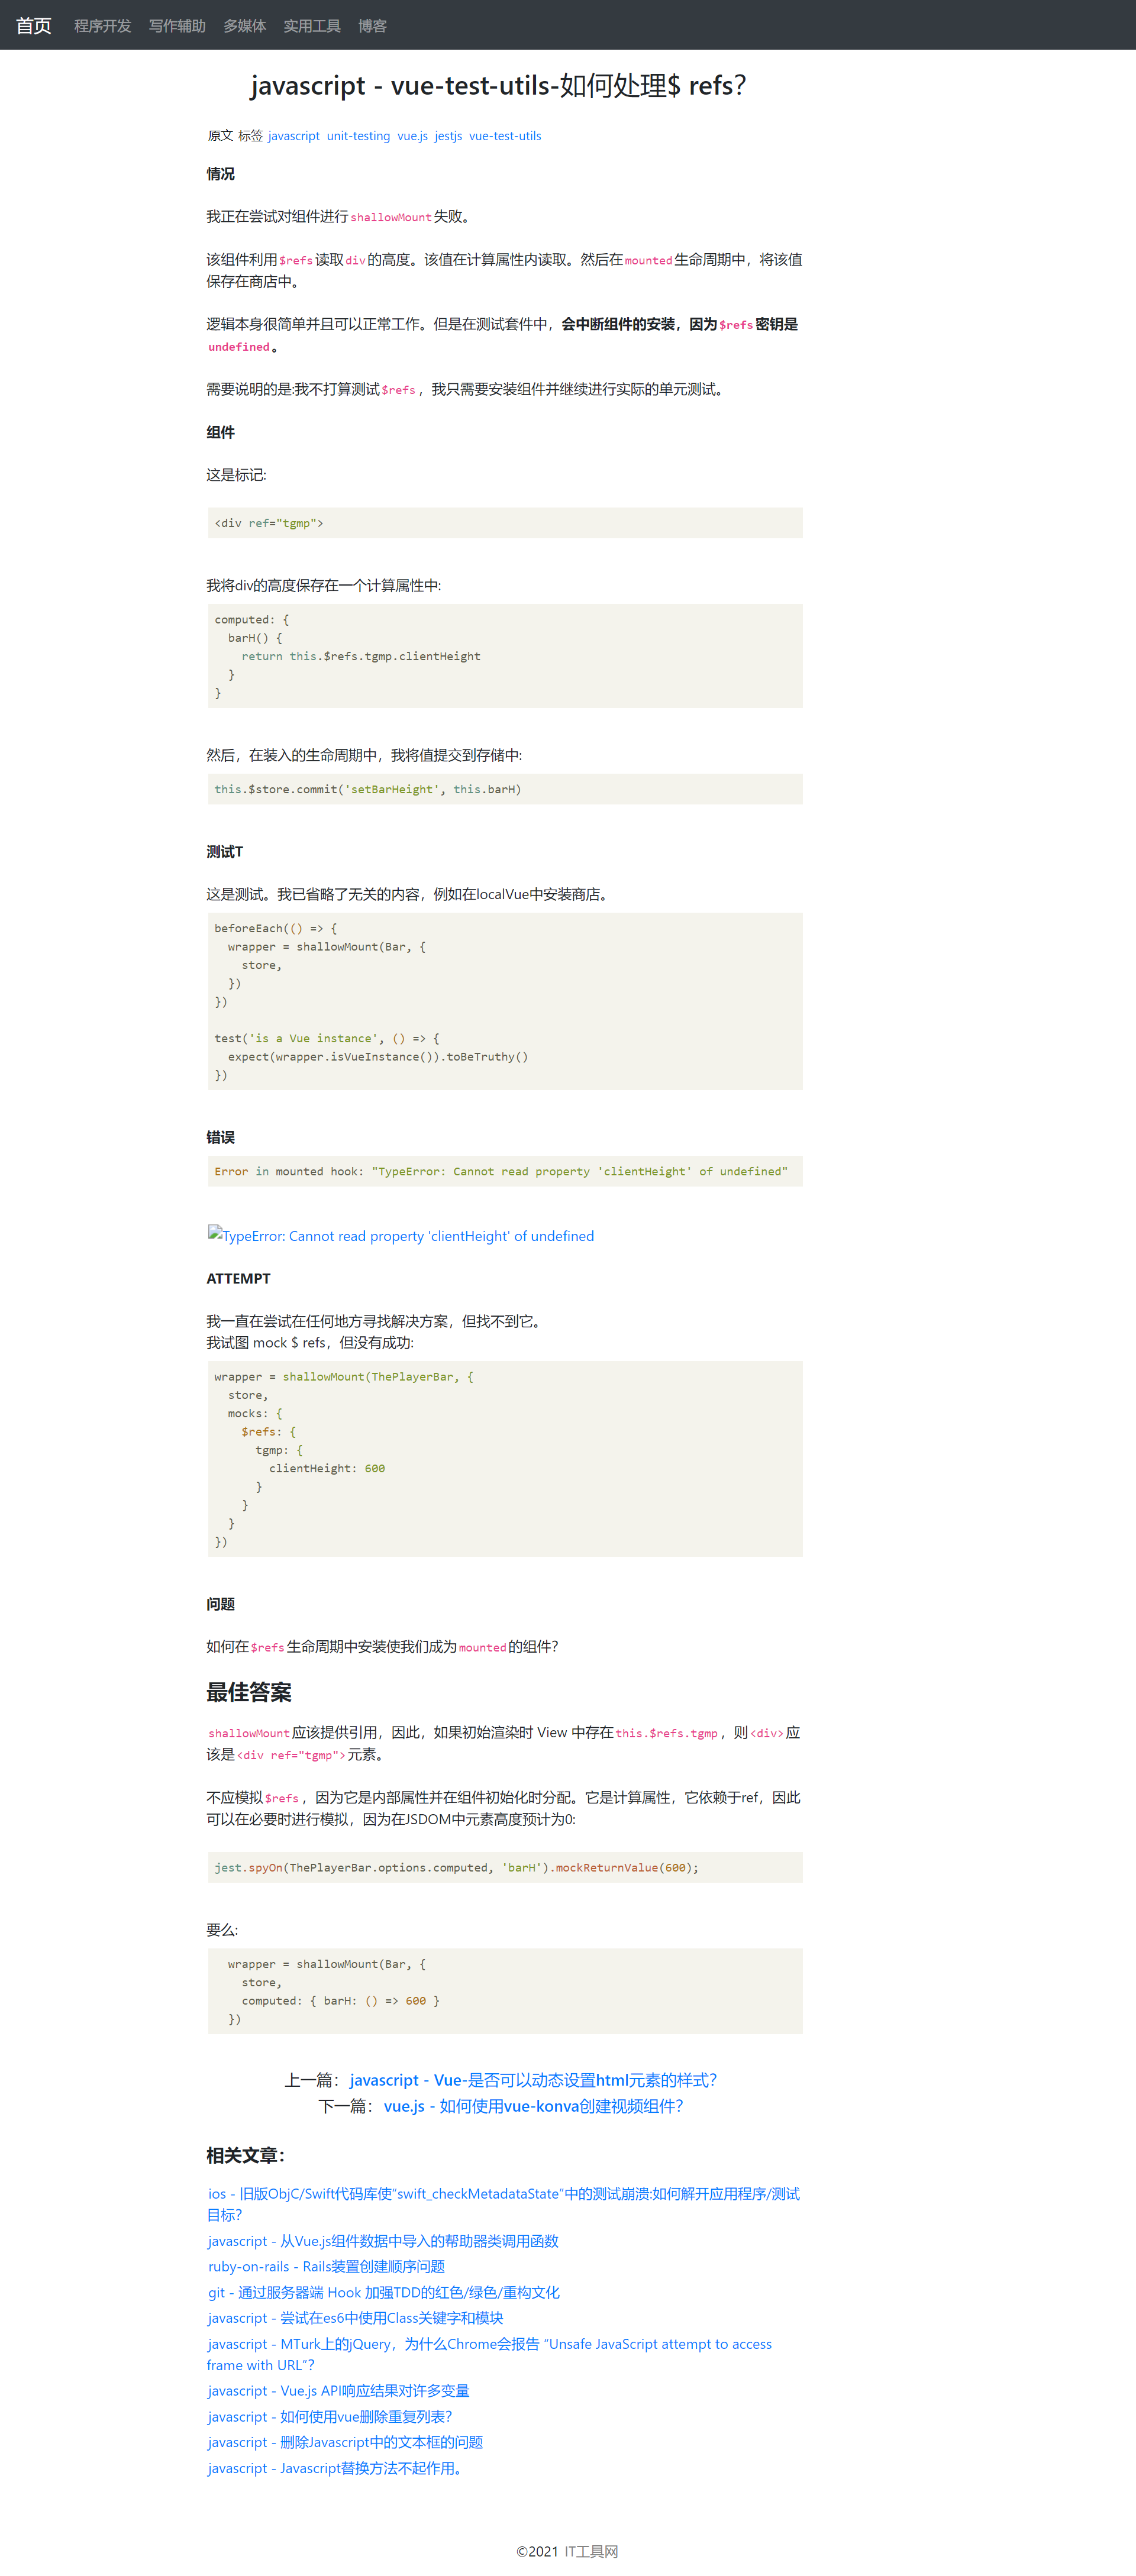 首页 程序开发 写作辅助 多媒体 实用工具 博客
javascript - vue-test-utils-如何处理$ refs?
原文 标签 javascript unit-testing vue.js jestjs vue-test-utils
情况
我正在尝试对组件进行shallowMount失败。
该组件利用$refs读取div的高度。该值在计算属性内读取。然后在mounted生命周期中，将该值
保存在商店中。
逻辑本身很简单并且可以正常工作。但是在测试套件中，会中断组件的安装，因为$refs密钥是
undefined。
需要说明的是:我不打算测试$refs，我只需要安装组件并继续进行实际的单元测试。
组件
这是标记:
<div ref="tgmp">
我将div的高度保存在一个计算属性中:
computed: {
  barH() {
    return this.$refs.tgmp.clientHeight
  }
}
然后，在装入的生命周期中，我将值提交到存储中:
this.$store.commit('setBarHeight', this.barH)
测试T
这是测试。我已省略了无关的内容，例如在localVue中安装商店。
beforeEach(() => {
  wrapper = shallowMount(Bar, {
    store,
  })
})
test('is a Vue instance', () => {
  expect(wrapper.isVueInstance()).toBeTruthy()
})
错误
Error in mounted hook: "TypeError: Cannot read property 'clientHeight' of undefined"
TypeError: Cannot read property 'clientHeight' of undefined
ATTEMPT
我一直在尝试在任何地方寻找解决方案，但找不到它。
我试图 mock $ refs，但没有成功:
wrapper = shallowMount(ThePlayerBar, {
  store,
  mocks: {
    $refs: {
      tgmp: {
        clientHeight: 600
      }
    }
  }
})
问题
如何在$refs生命周期中安装使我们成为mounted的组件？
最佳答案
shallowMount应该提供引用，因此，如果初始渲染时 View 中存在this.$refs.tgmp，则<div>应
该是<div ref="tgmp">元素。
不应模拟$refs，因为它是内部属性并在组件初始化时分配。它是计算属性，它依赖于ref，因此
可以在必要时进行模拟，因为在JSDOM中元素高度预计为0:
jest.spyOn(ThePlayerBar.options.computed, 'barH').mockReturnValue(600);
要么:
  wrapper = shallowMount(Bar, {
    store,
    computed: { barH: () => 600 }
  })
上一篇：javascript - Vue-是否可以动态设置html元素的样式？
下一篇：vue.js - 如何使用vue-konva创建视频组件？
相关文章：
ios - 旧版ObjC/Swift代码库使“swift_checkMetadataState”中的测试崩溃:如何解开应用程序/测试
目标？
javascript - 从Vue.js组件数据中导入的帮助器类调用函数
ruby-on-rails - Rails装置创建顺序问题
git - 通过服务器端 Hook 加强TDD的红色/绿色/重构文化
javascript - 尝试在es6中使用Class关键字和模块
javascript - MTurk上的jQuery，为什么Chrome会报告 “Unsafe JavaScript attempt to access
frame with URL”？
javascript - Vue.js API响应结果对许多变量
javascript - 如何使用vue删除重复列表？
javascript - 删除Javascript中的文本框的问题
javascript - Javascript替换方法不起作用。
©2021 IT工具网